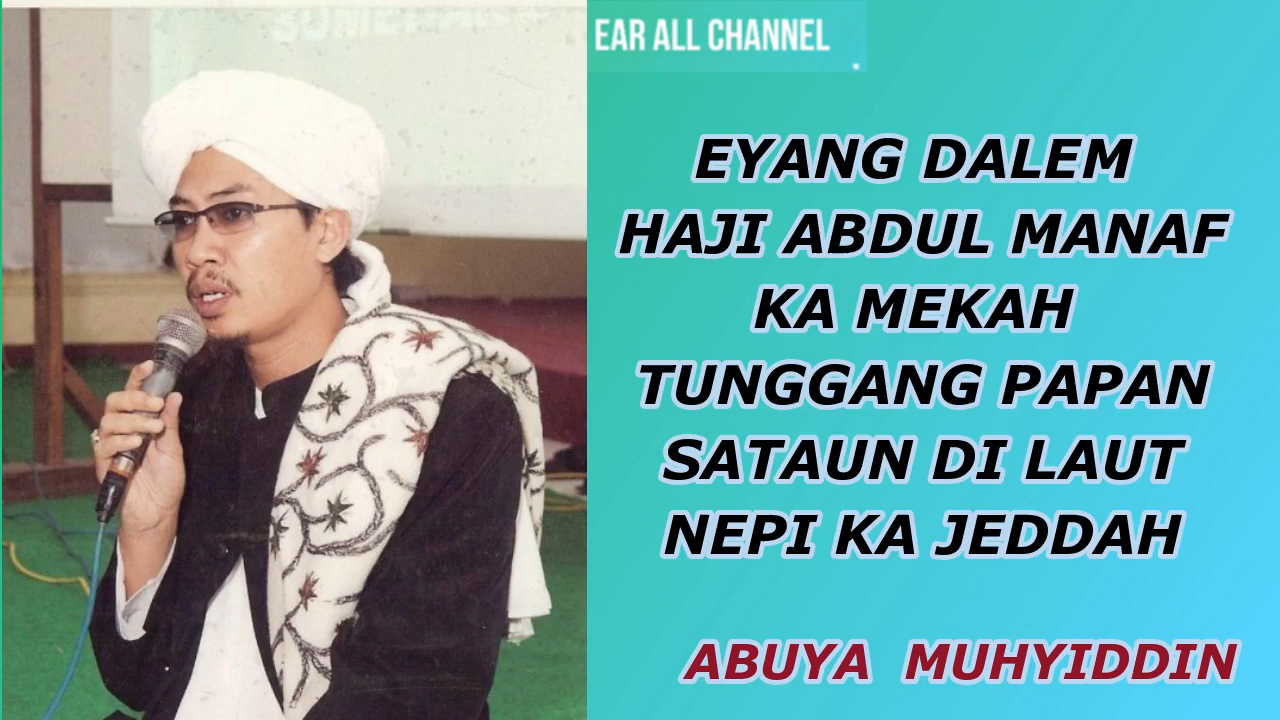 EAR ALL CHANNEL
EYANG DALEM
HAJI ABDUL MANAF
KA MEKAH
TUNGGANG PAPAN
SATAUN DI LAUT
NEPI KA JEDDAH
ABUYA MUHYIDDIN